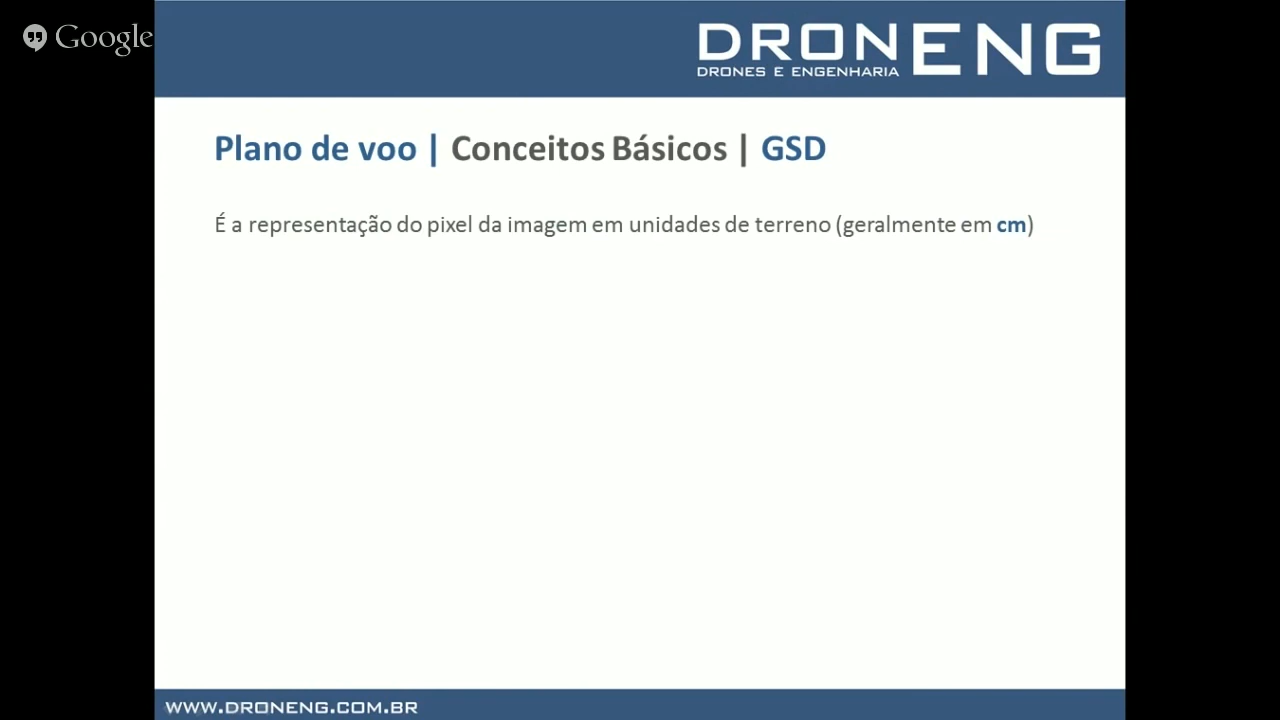 Google
DRONENG
DRONES E ENGENHARIA
Plano de voo | Conceitos Básicos | GSD
É a representação do pixel da imagem em unidades de terreno (geralmente em cm)
WWW.DRONENG.COM.BR